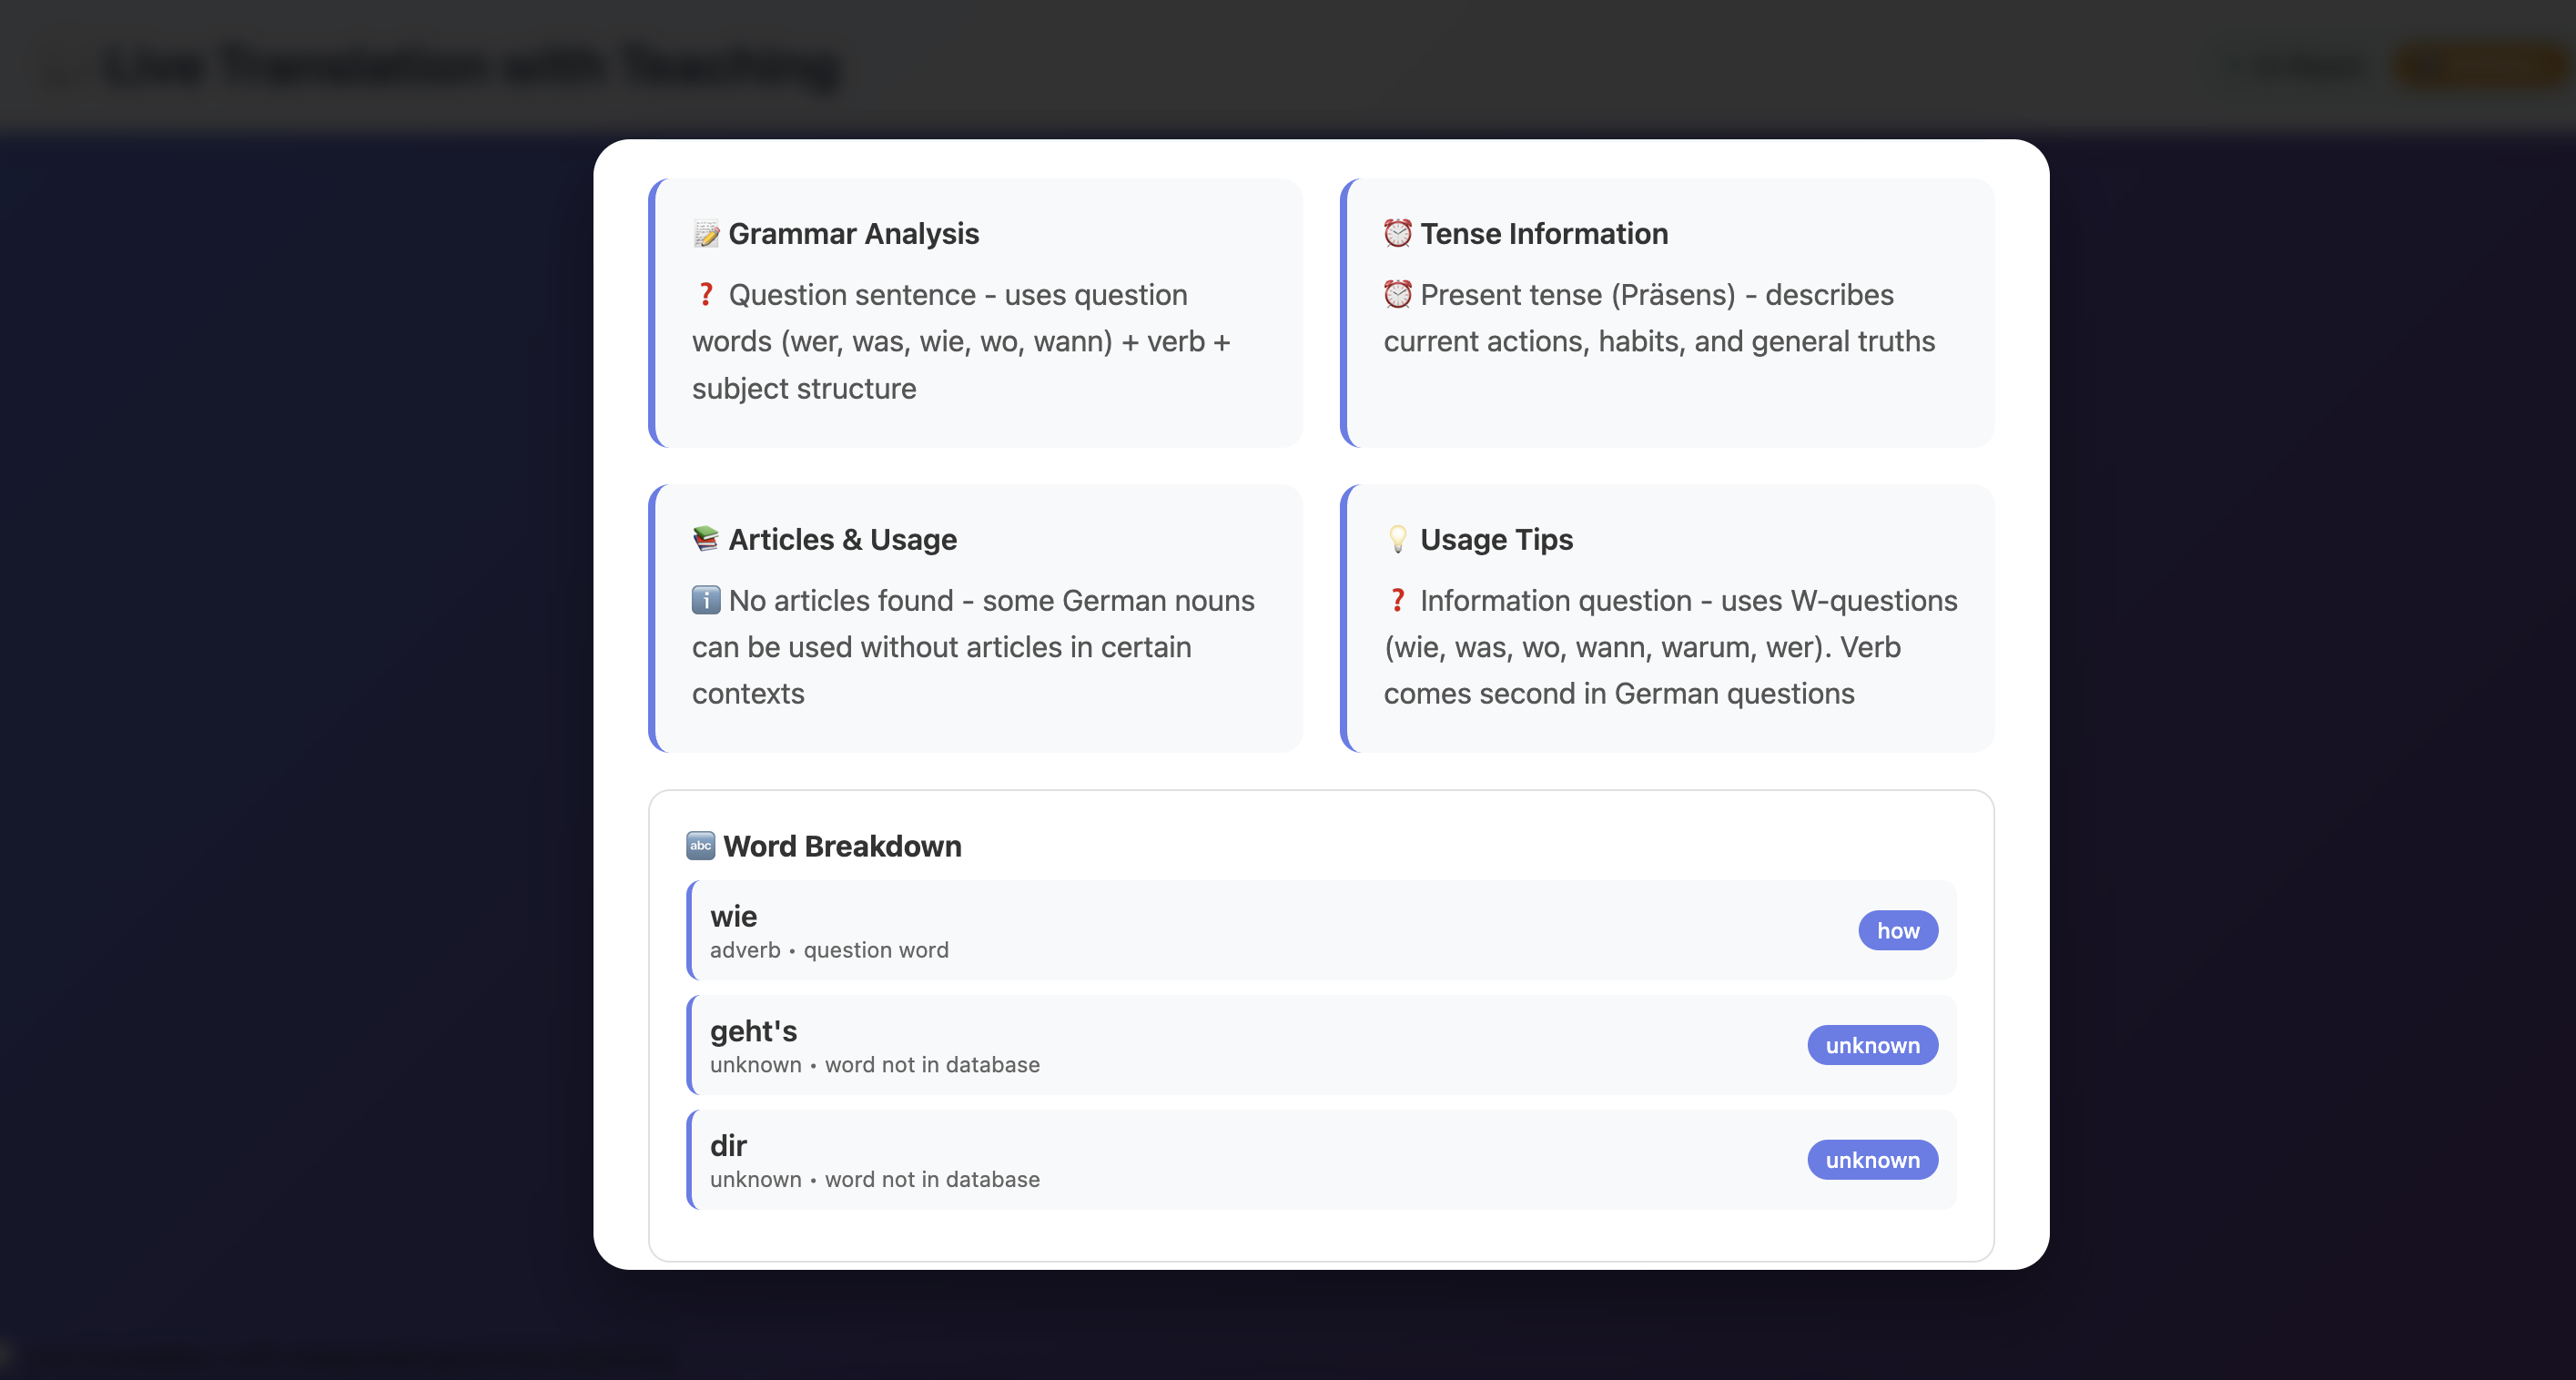 Live Translation with Teaching
📝 Grammar Analysis
❓ Question sentence - uses question
words (wer, was, wie, wo, wann) + verb +
subject structure
⏰ Tense Information
⏰ Present tense (Präsens) - describes
current actions, habits, and general truths
📚 Articles & Usage
ℹ️ No articles found - some German nouns
can be used without articles in certain
contexts
💡 Usage Tips
❓ Information question - uses W-questions
(wie, was, wo, wann, warum, wer). Verb
comes second in German questions
🔤 Word Breakdown
wie
adverb • question word
how
geht's
unknown • word not in database
unknown
dir
unknown • word not in database
unknown